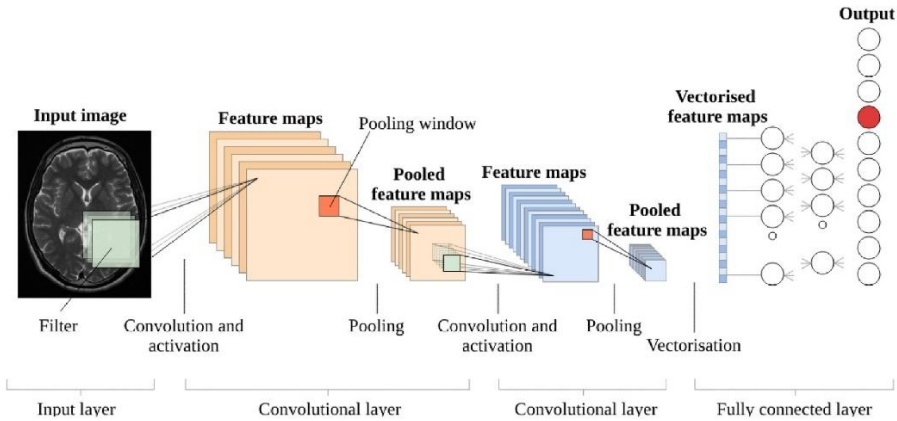 Output
Input image
Feature maps
Pooling window
Pooled
feature maps
Feature maps
Pooled
feature maps
Vectorised
feature maps
Filter
Convolution and
activation
Pooling
Convolution and
activation
Pooling
Vectorisation
Input layer
Convolutional layer
Convolutional layer
Fully connected layer